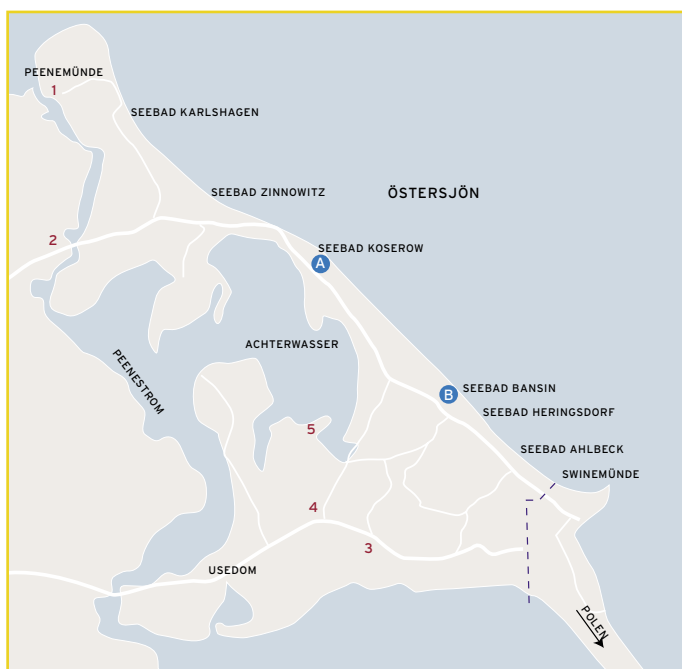 PEENEMÜNDE
1
SEEBAD KARLSHAGEN
SEEBAD ZINNOWITZ
ÖSTERSJÖN
2
SEEBAD KOSEROW
A
ACHTERWASSER
PEENESTROM
B
SEEBAD BANSIN
SEEBAD HERINGSDORF
5
SEEBAD AHLBECK
SWINEMÜNDE
4
3
USEDOM
POLEN